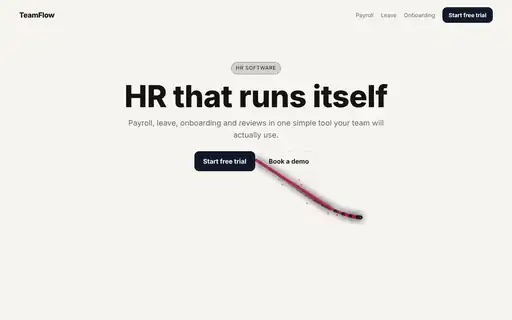 TeamFlow
Payroll Leave Onboarding Start free trial
HR SOFTWARE
HR that runs itself
Payroll, leave, onboarding and reviews in one simple tool your team will
actually use.
Start free trial Book a demo